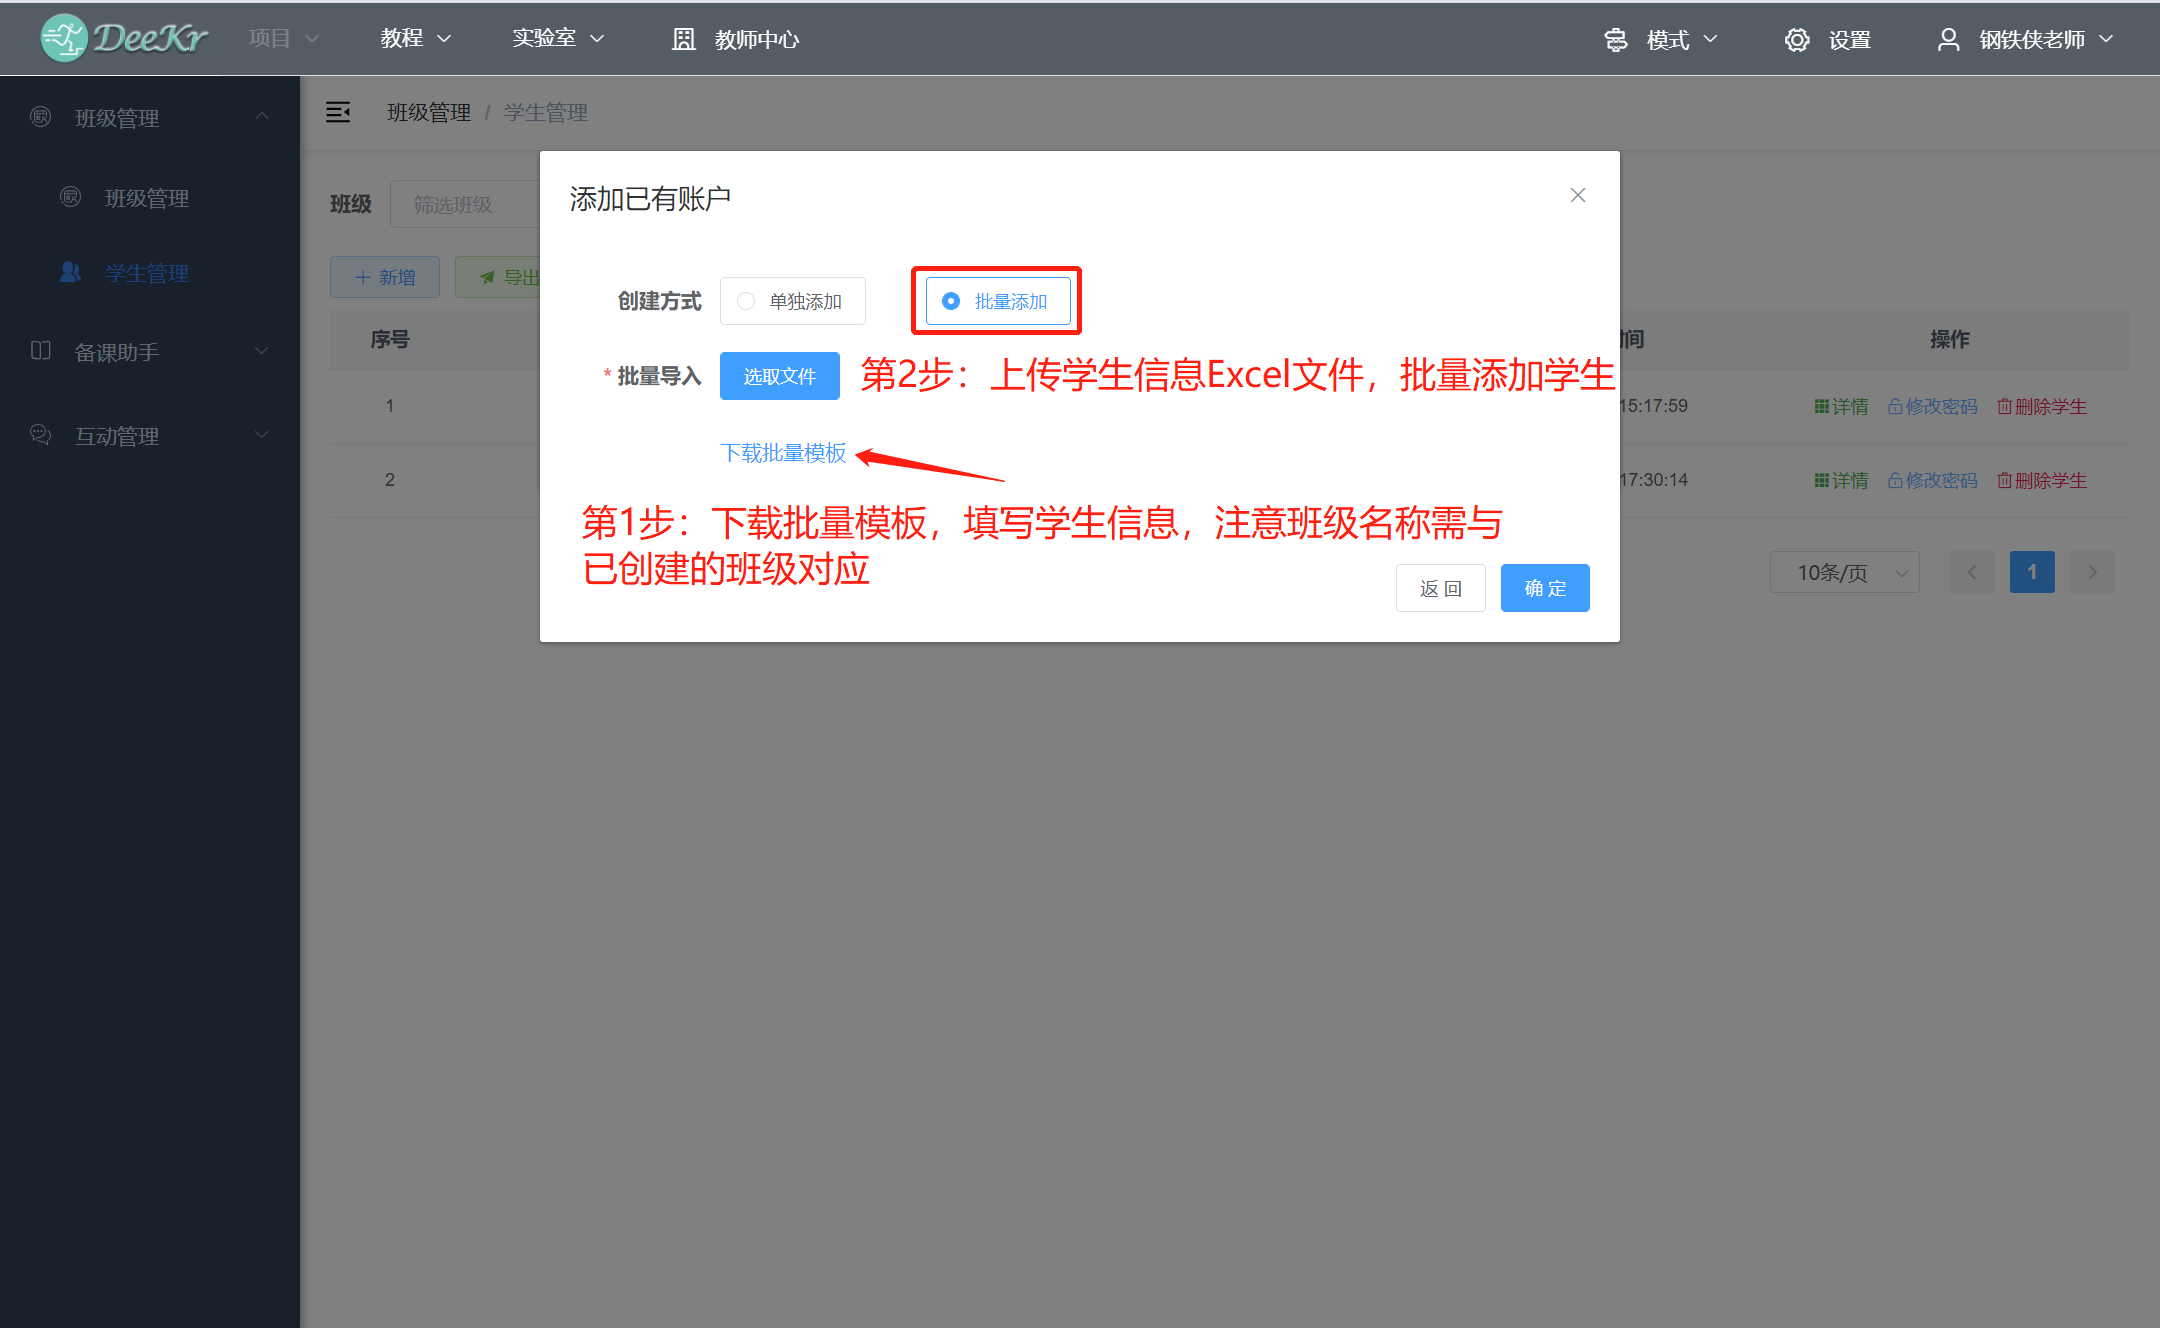 DeeKr 项目 教程 实验室 教师中心 模式 设置 钢铁侠老师
班级管理
班级管理
学生管理
备课助手
互动管理
班级管理 / 学生管理
班级 筛选班级
新增 导出
序号 间 操作
1 15:17:59 详情 修改密码 删除学生
2 17:30:14 详情 修改密码 删除学生
10条/页 1
添加已有账户
创建方式 单独添加 批量添加
* 批量导入 选取文件 第2步：上传学生信息Excel文件，批量添加学生
下载批量模板
第1步：下载批量模板，填写学生信息，注意班级名称需与
已创建的班级对应
返 回 确 定